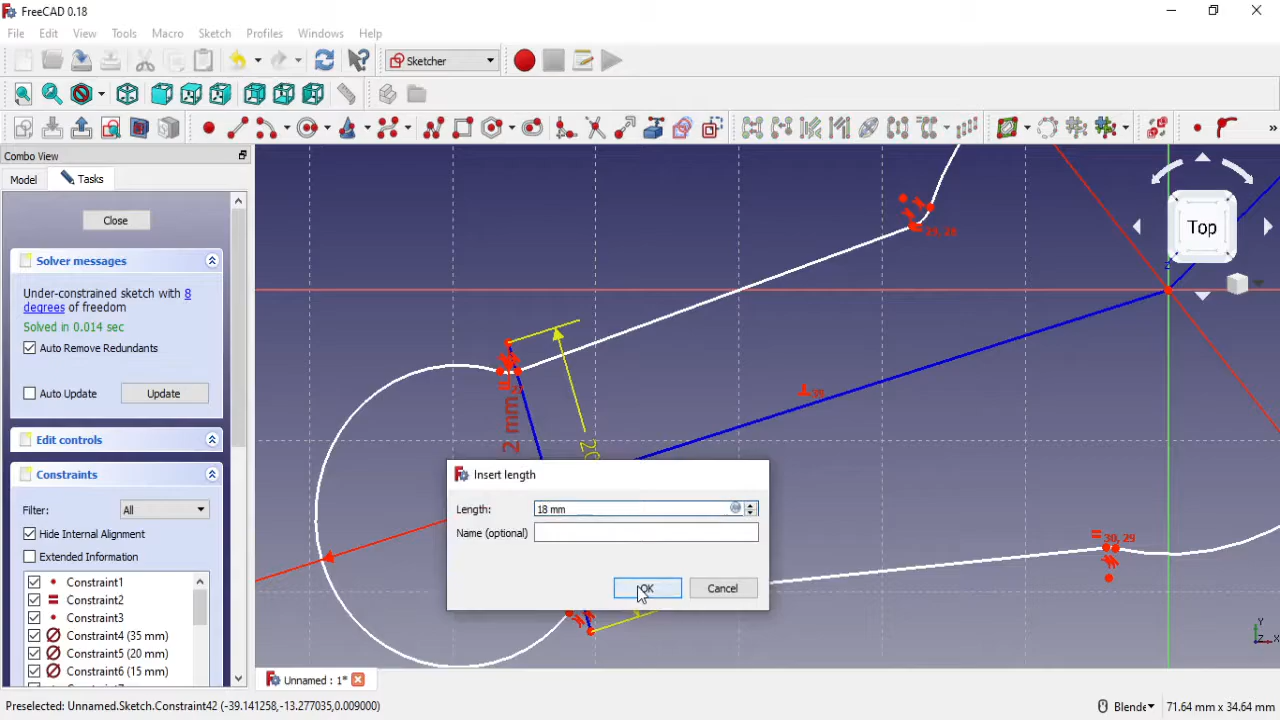 FreeCAD 0.18
File Edit View Tools Macro Sketch Profiles Windows Help
Sketcher
Combo View
Model Tasks
Close
Solver messages
Under-constrained sketch with 8
degrees of freedom
Solved in 0.014 sec
Auto Remove Redundants
Auto Update Update
Edit controls
Constraints
Filter: All
Hide Internal Alignment
Extended Information
Constraint1
Constraint2
Constraint3
Constraint4 (35 mm)
Constraint5 (20 mm)
Constraint6 (15 mm)
Top
2 mm
30, 29
Insert length
Length: 18 mm
Name (optional)
OK Cancel
Y
Z X
Unnamed : 1*
Preselected: Unnamed.Sketch.Constraint42 (-39.141258,-13.277035,0.009000)
Blende 71.64 mm x 34.64 mm